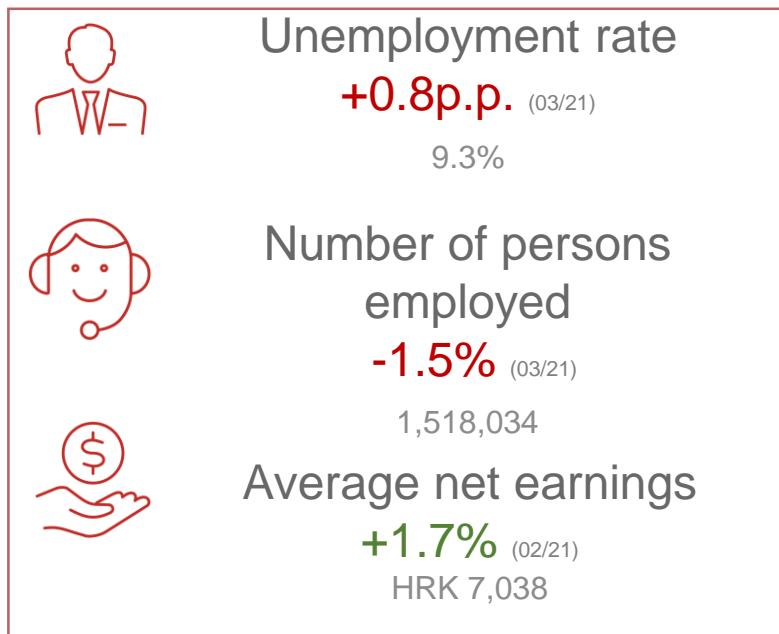 Unemployment rate
+0.8p.p. (03/21)
9.3%
Number of persons
employed
-1.5% (03/21)
1,518,034
$
Average net earnings
+1.7% (02/21)
HRK 7,038